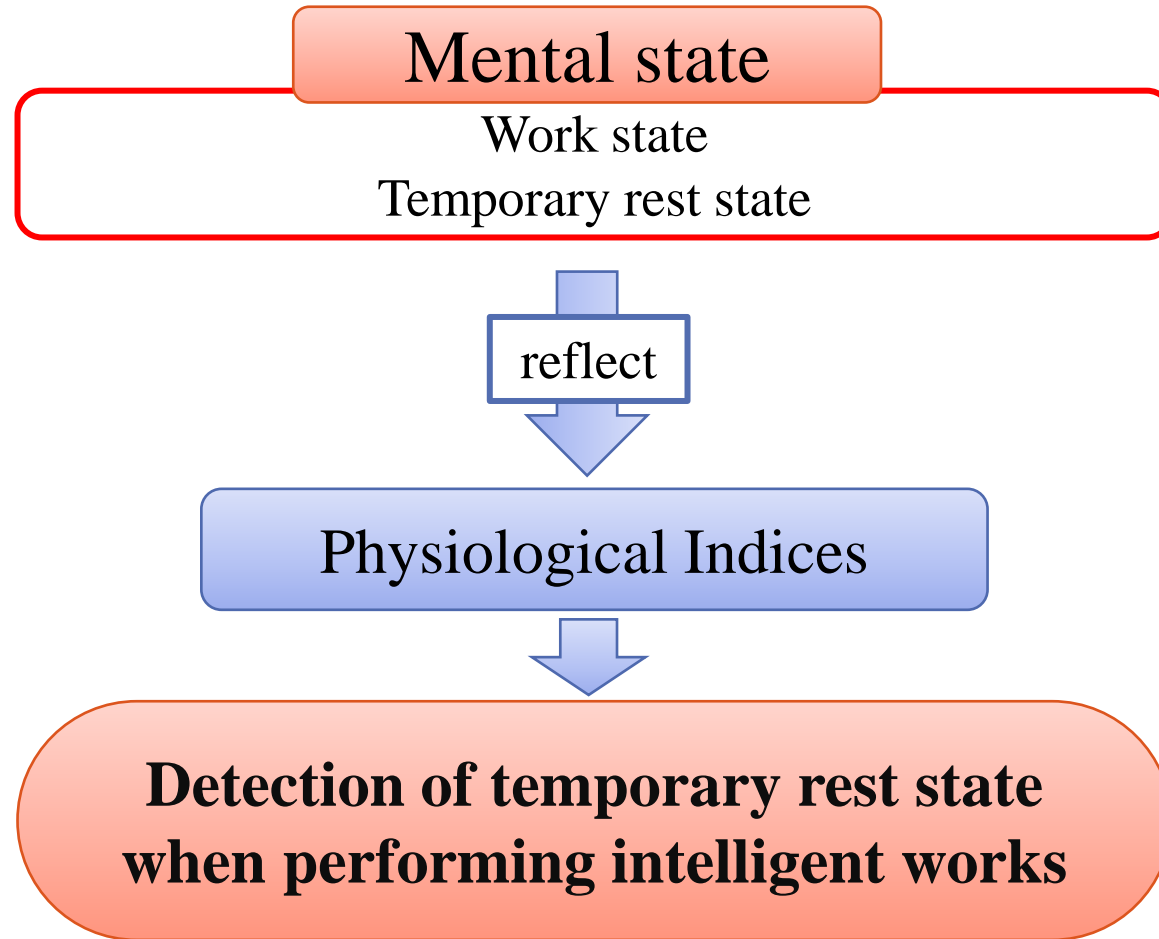 Mental state
Work state
Temporary rest state
reflect
Physiological Indices
Detection of temporary rest state
when performing intelligent works